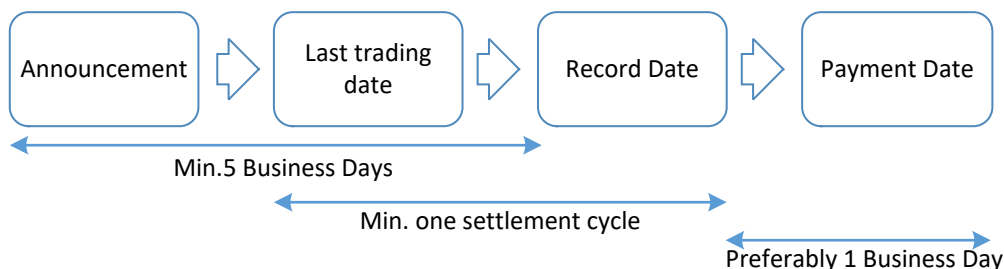 Announcement
Last trading
date
Record Date
Payment Date
Min.5 Business Days
Min. one settlement cycle
Preferably 1 Business Day